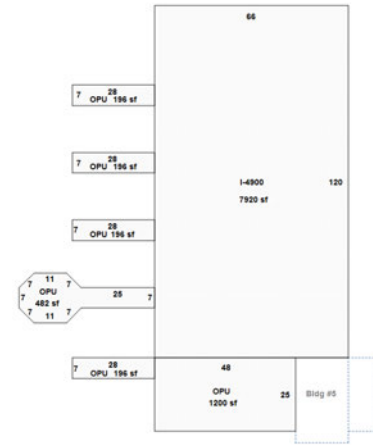 66
28
7
OPU 196 sf
28
7
OPU 196 sf
I-4900
120
7920 sf
28
7
OPU 196 sf
11
7
7
7
OPU
482 sf
25
7
7
7
11
28
7
OPU 196 sf
48
OPU
1200 sf
25
Bldg #5